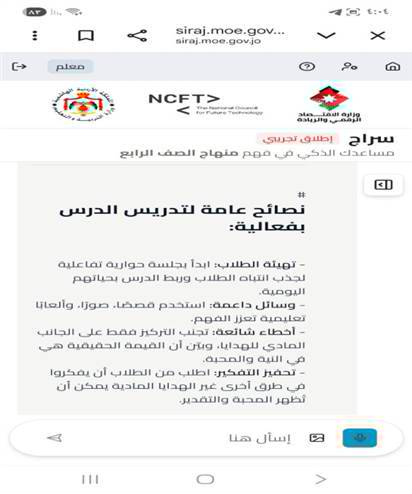 ٨٢
٤:٠٤
siraj.moe.gov...
siraj.moe.gov.jo
معلم
NCFT>
<
The National Council
for Future Technology
وزارة الاقتصاد
الرقمي والريادة
سراج إطلاق تجريبي
مساعدك الذكي في فهم منهاج الصف الرابع
#
نصائح عامة لتدريس الدرس
بفعالية:
- تهيئة الطلاب: ابدأ بجلسة حوارية تفاعلية
لجذب انتباه الطلاب وربط الدرس بحياتهم
اليومية.
- وسائل داعمة: استخدم قصصًا، صورًا، وألعابًا
تعليمية تعزز الفهم.
- أخطاء شائعة: تجنب التركيز فقط على الجانب
المادي للهدايا، وبيّن أن القيمة الحقيقية هي
في النية والمحبة.
- تحفيز التفكير: اطلب من الطلاب أن يفكروا
في طرق أخرى غير الهدايا المادية يمكن أن
تُظهر المحبة والتقدير.
إسأل هنا